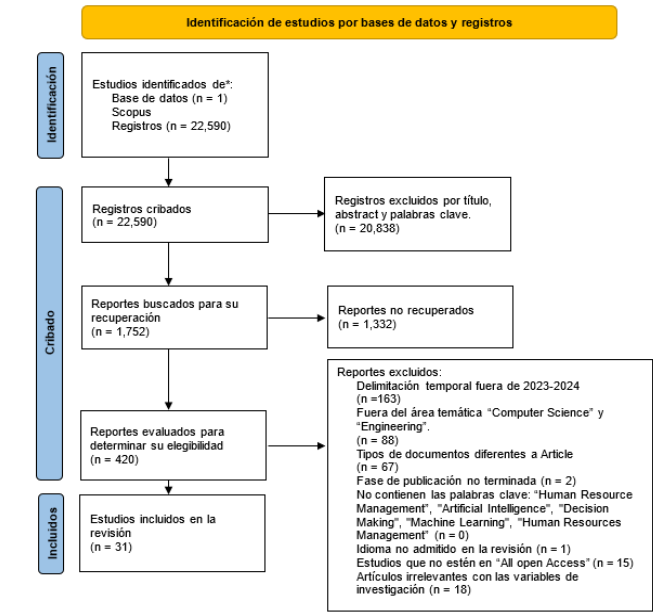 Identificación de estudios por bases de datos y registros
Identificación
Estudios identificados de*:
Base de datos (n = 1)
Scopus
Registros (n = 22,590)
Cribado
Registros cribados
(n = 22,590)
Registros excluidos por título,
abstract y palabras clave.
(n = 20,838)
Reportes buscados para su
recuperación
(n = 1,752)
Reportes no recuperados
(n = 1,332)
Reportes evaluados para
determinar su elegibilidad
(n = 420)
Reportes excluidos:
Delimitación temporal fuera de 2023-2024
(n =163)
Fuera del área temática “Computer Science” y
“Engineering”.
(n = 88)
Tipos de documentos diferentes a Article
(n = 67)
Fase de publicación no terminada (n = 2)
No contienen las palabras clave: “Human Resource
Management”, "Artificial Intelligence", "Decision
Making", "Machine Learning", "Human Resources
Management” (n = 0)
Idioma no admitido en la revisión (n = 1)
Estudios que no estén en “All open Access” (n = 15)
Artículos irrelevantes con las variables de
investigación (n = 18)
Incluidos
Estudios incluidos en la
revisión
(n = 31)